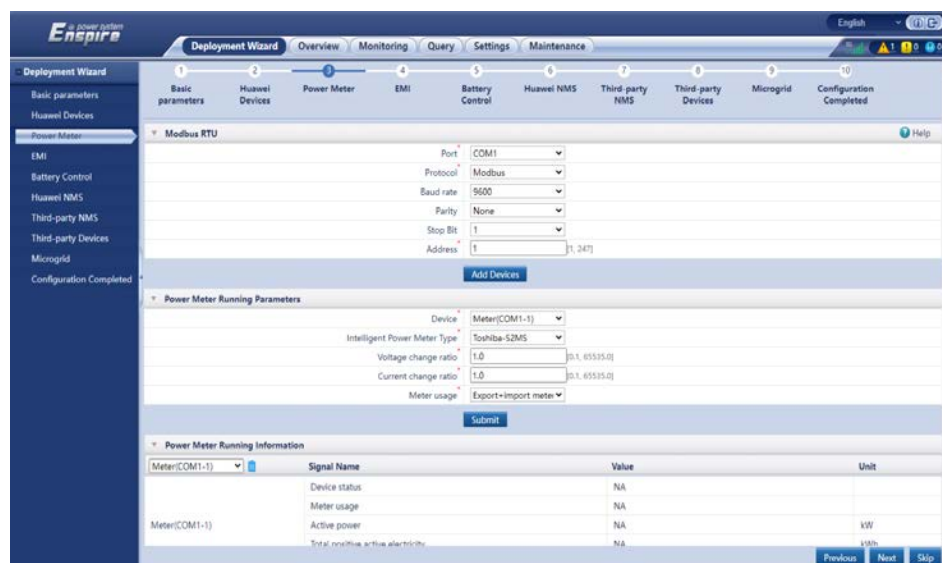 e power system
Enspire
English
Deployment Wizard Overview Monitoring Query Settings Maintenance
1 0 0
Deployment Wizard
Basic parameters
Huawei Devices
Power Meter
EMI
Battery Control
Huawei NMS
Third-party NMS
Third-party Devices
Microgrid
Configuration Completed
1 2 3 4 5 6 7 8 9 10
Basic parameters
Huawei Devices
Power Meter
EMI
Battery Control
Huawei NMS
Third-party NMS
Third-party Devices
Microgrid
Configuration Completed
Modbus RTU Help
Port COM1
Protocol Modbus
Baud rate 9600
Parity None
Stop Bit 1
Address 1 [1, 247]
Add Devices
Power Meter Running Parameters
Device Meter(COM1-1)
Intelligent Power Meter Type Toshiba-S2MS
Voltage change ratio 1.0 [0.1, 65535.0]
Current change ratio 1.0 [0.1, 65535.0]
Meter usage Export+import meter
Submit
Power Meter Running Information
Meter(COM1-1) Signal Name Value Unit
Device status NA
Meter usage NA
Meter(COM1-1) Active power NA kW
Total positive active electricity NA kWh
Previous Next Skip